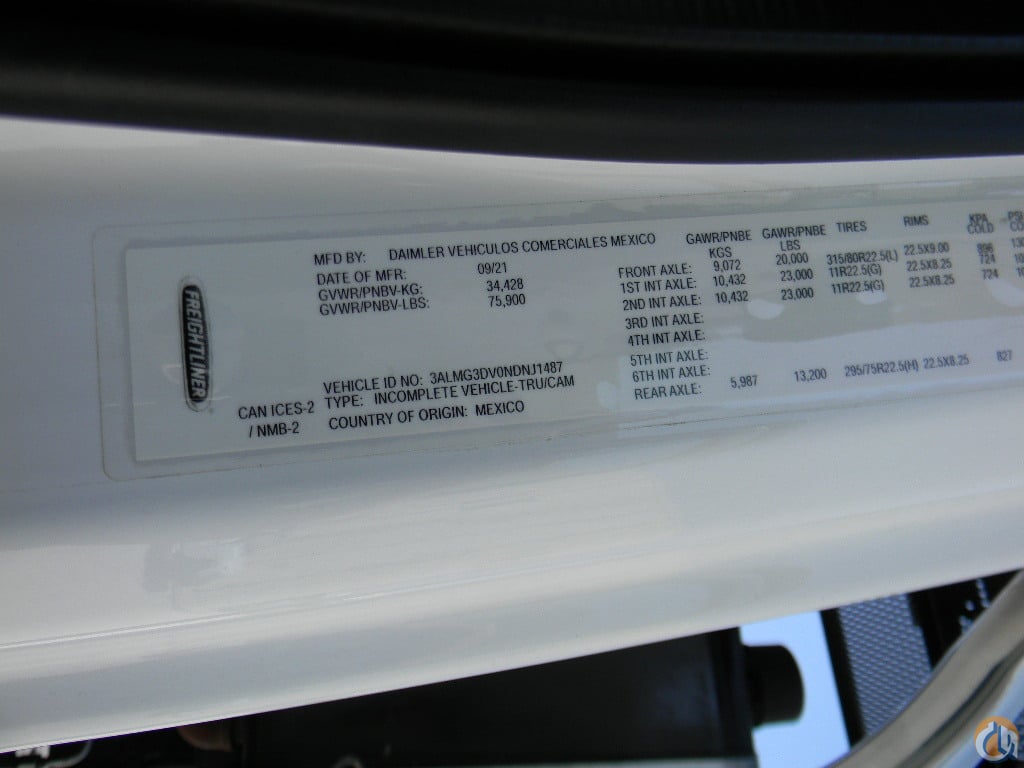 FREIGHTLINER
MFD BY: DAIMLER VEHICULOS COMERCIALES MEXICO
DATE OF MFR: 09/21
GVWR/PNBV-KG: 34,428
GVWR/PNBV-LBS: 75,900
VEHICLE ID NO: 3ALMG3DV0NDNJ1487
TYPE: INCOMPLETE VEHICLE-TRU/CAM
COUNTRY OF ORIGIN: MEXICO
CAN ICES-2
/ NMB-2
GAWR/PNBE GAWR/PNBE TIRES RIMS KPA
KGS LBS COLD
FRONT AXLE: 9,072 20,000 315/80R22.5(L) 22.5X9.00
1ST INT AXLE: 10,432 23,000 11R22.5(G) 22.5X8.25 724
2ND INT AXLE: 10,432 23,000 11R22.5(G) 22.5X8.25 724
3RD INT AXLE:
4TH INT AXLE:
5TH INT AXLE:
6TH INT AXLE:
REAR AXLE: 5,987 13,200 295/75R22.5(H) 22.5X8.25 827